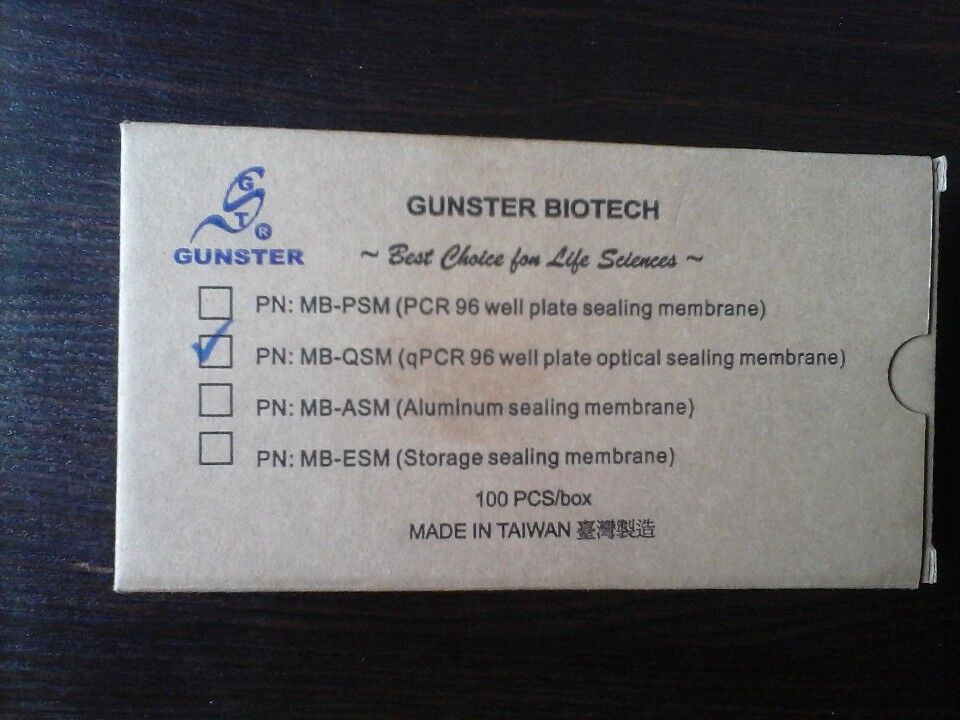 GST®
GUNSTER
GUNSTER BIOTECH
~ Best Choice for Life Sciences ~
PN: MB-PSM (PCR 96 well plate sealing membrane)
PN: MB-QSM (qPCR 96 well plate optical sealing membrane)
PN: MB-ASM (Aluminum sealing membrane)
PN: MB-ESM (Storage sealing membrane)
100 PCS/box
MADE IN TAIWAN 臺灣製造